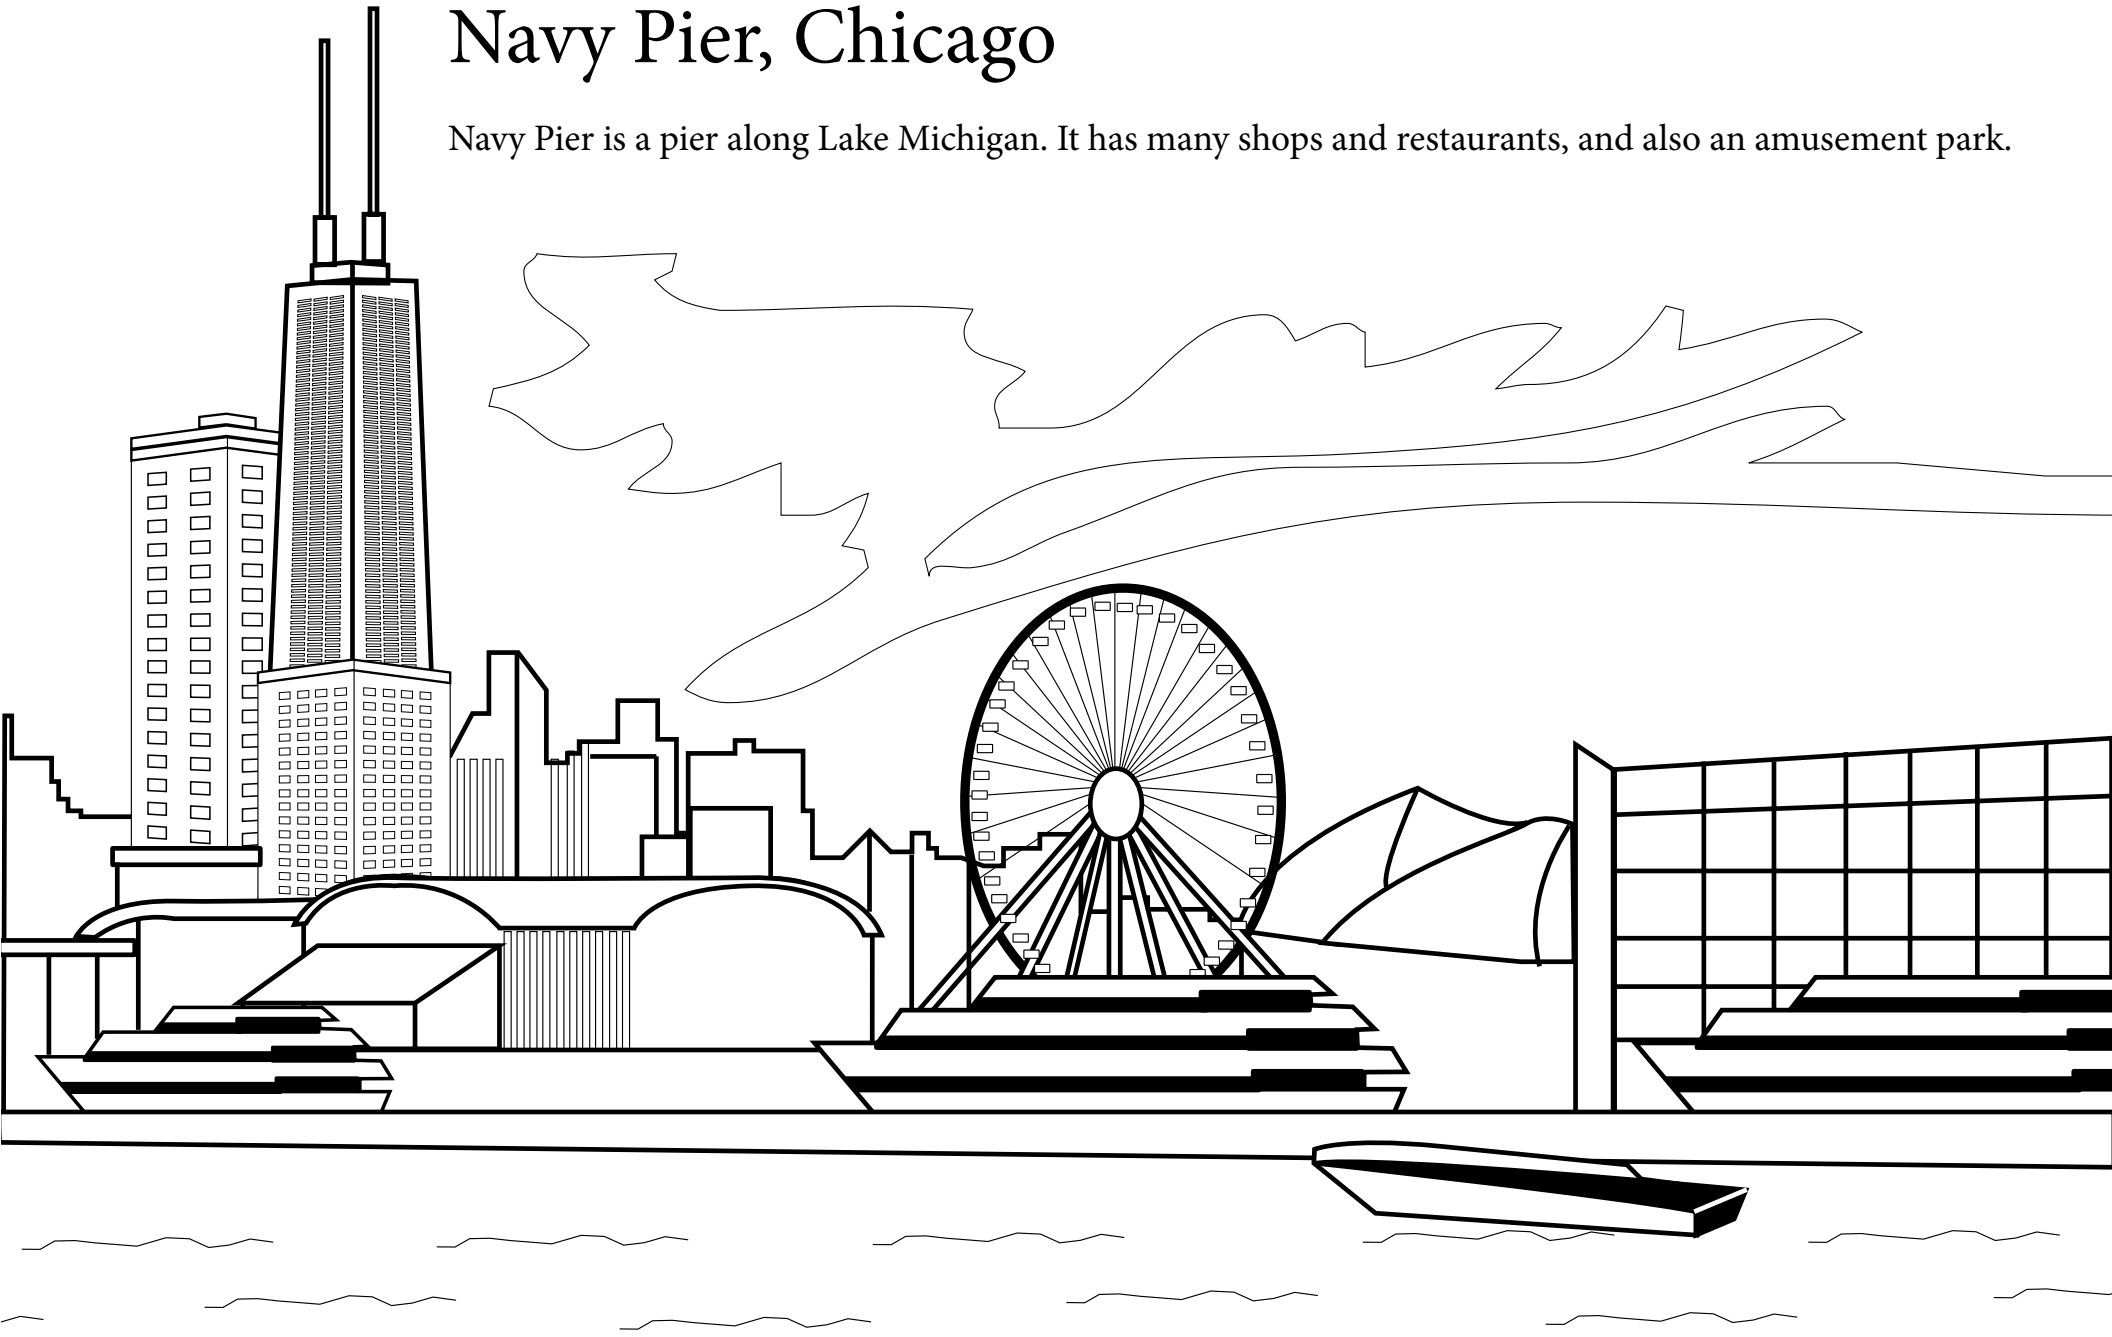 Navy Pier, Chicago
Navy Pier is a pier along Lake Michigan. It has many shops and restaurants, and also an amusement park.